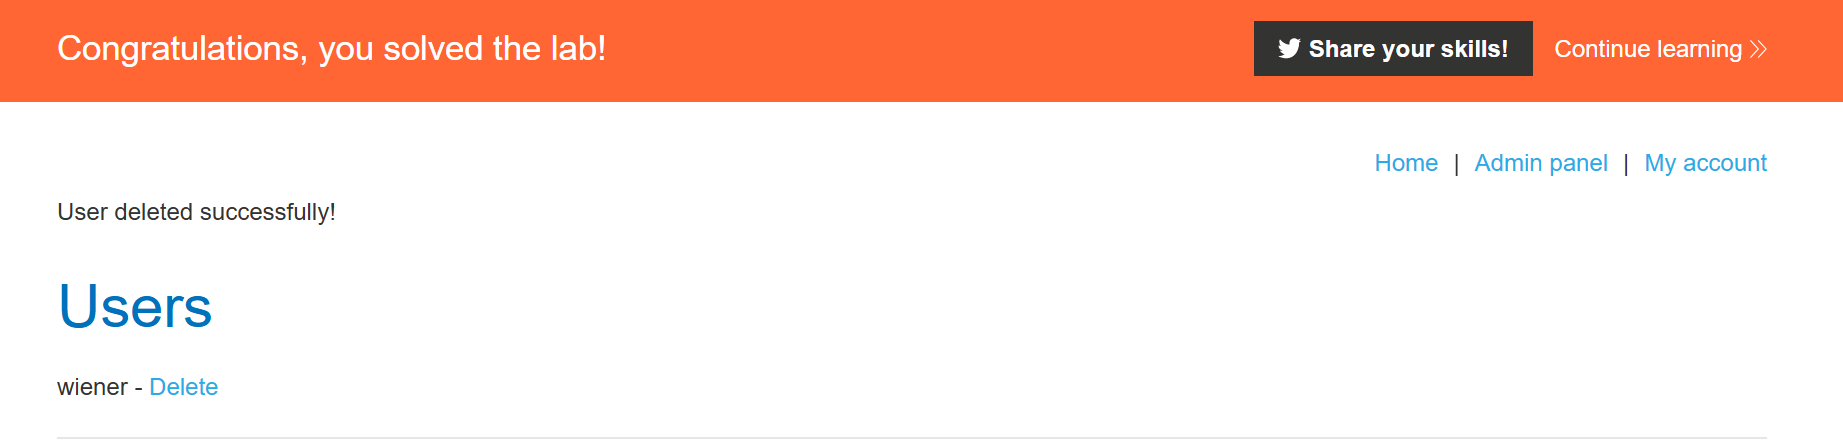 Congratulations, you solved the lab!
Share your skills!
Continue learning
Home | Admin panel | My account
User deleted successfully!
Users
wiener - Delete